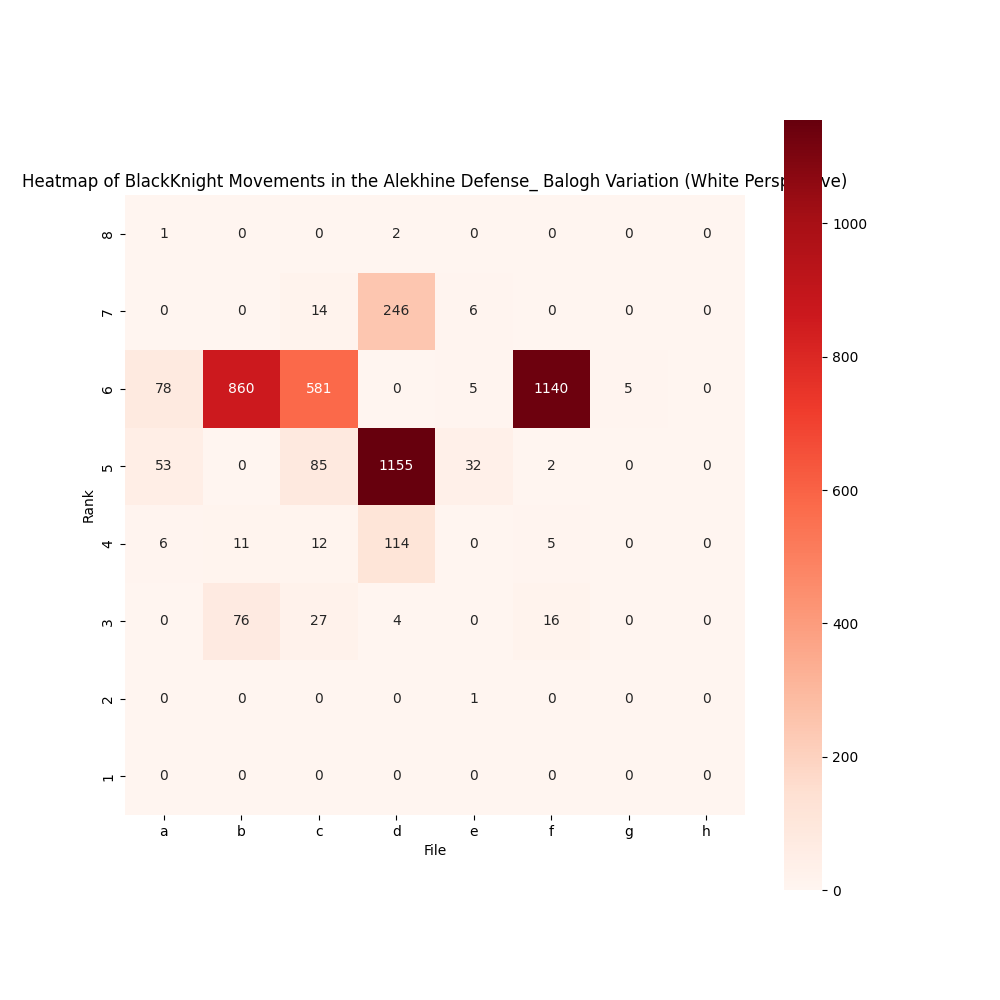 Heatmap of BlackKnight Movements in the Alekhine Defense_ Balogh Variation (White Perspective)
8 1 0 0 2 0 0 0 0
7 0 0 14 246 6 0 0 0
6 78 860 581 0 5 1140 5 0
5 53 0 85 1155 32 2 0 0
4 6 11 12 114 0 5 0 0
3 0 76 27 4 0 16 0 0
2 0 0 0 0 1 0 0 0
1 0 0 0 0 0 0 0 0
a b c d e f g h
File
Rank
1000
800
600
400
200
0